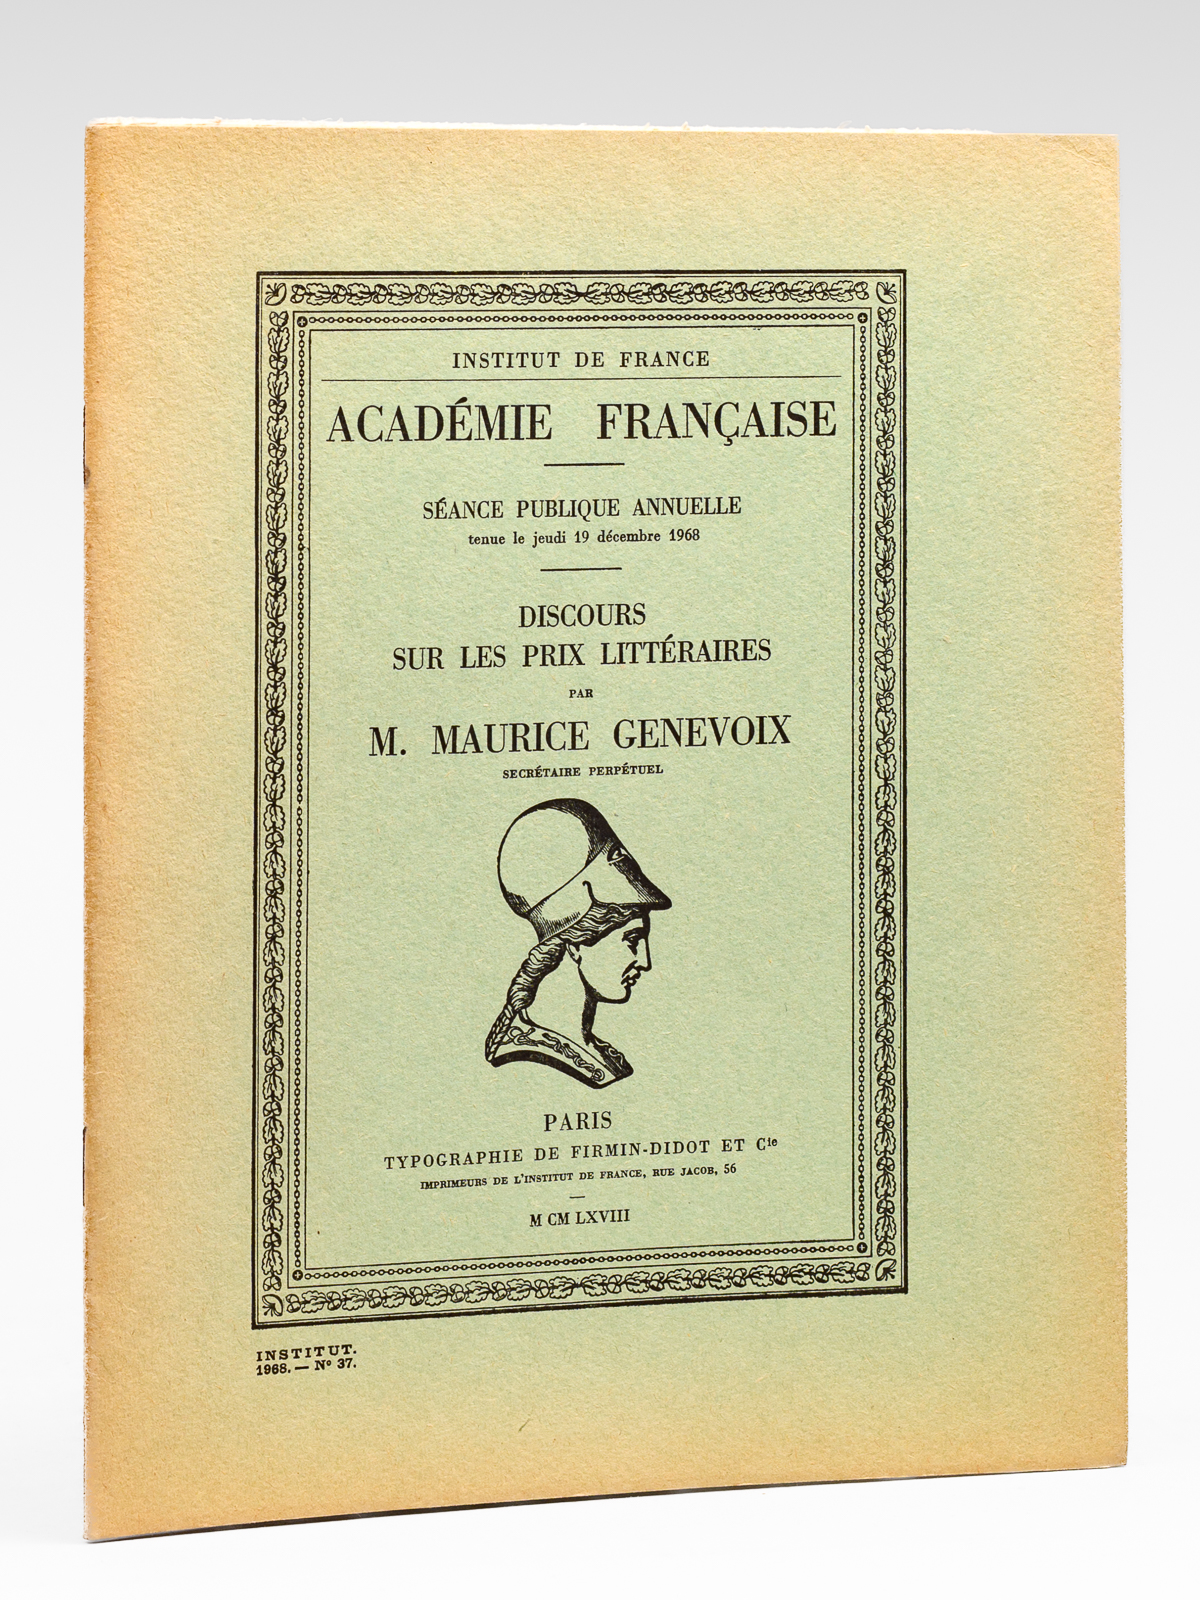 INSTITUT DE FRANCE
ACADÉMIE FRANÇAISE
SÉANCE PUBLIQUE ANNUELLE
tenue le jeudi 19 décembre 1968
DISCOURS
SUR LES PRIX LITTÉRAIRES
PAR
M. MAURICE GENEVOIX
SECRÉTAIRE PERPÉTUEL
PARIS
TYPOGRAPHIE DE FIRMIN-DIDOT ET Cie
IMPRIMEURS DE L'INSTITUT DE FRANCE, RUE JACOB, 56
M CM LXVIII
INSTITUT.
1968. — No 37.